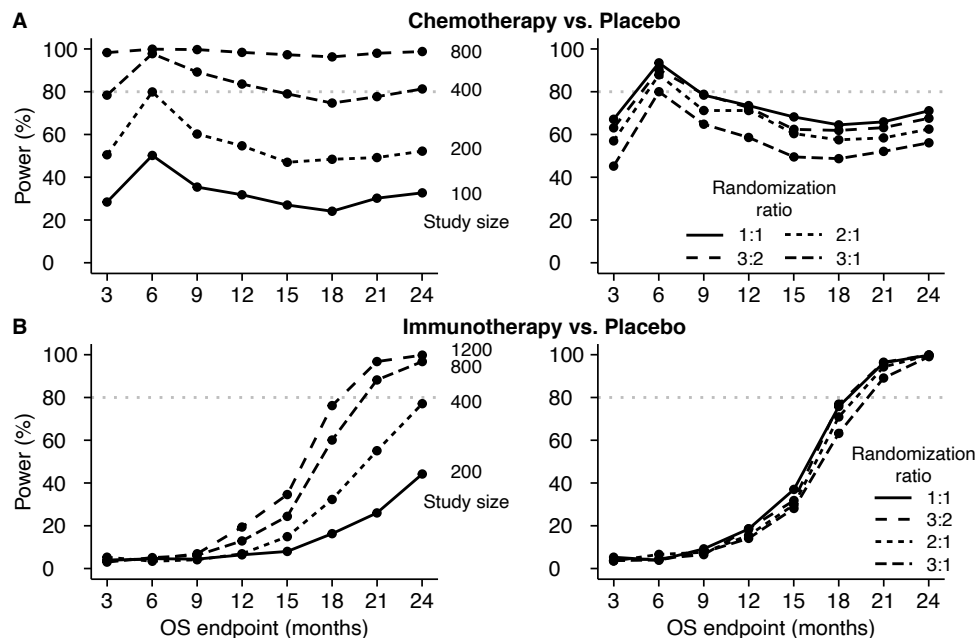 A
Chemotherapy vs. Placebo
Power (%)
100
80
60
40
20
0
800
400
200
100
Study size
3 6 9 12 15 18 21 24
100
80
60
40
20
0
Randomization
ratio
1:1 2:1
3:2 3:1
3 6 9 12 15 18 21 24
B
Immunotherapy vs. Placebo
Power (%)
100
80
60
40
20
0
1200
800
400
200
Study size
3 6 9 12 15 18 21 24
OS endpoint (months)
100
80
60
40
20
0
Randomization
ratio
1:1
3:2
2:1
3:1
3 6 9 12 15 18 21 24
OS endpoint (months)